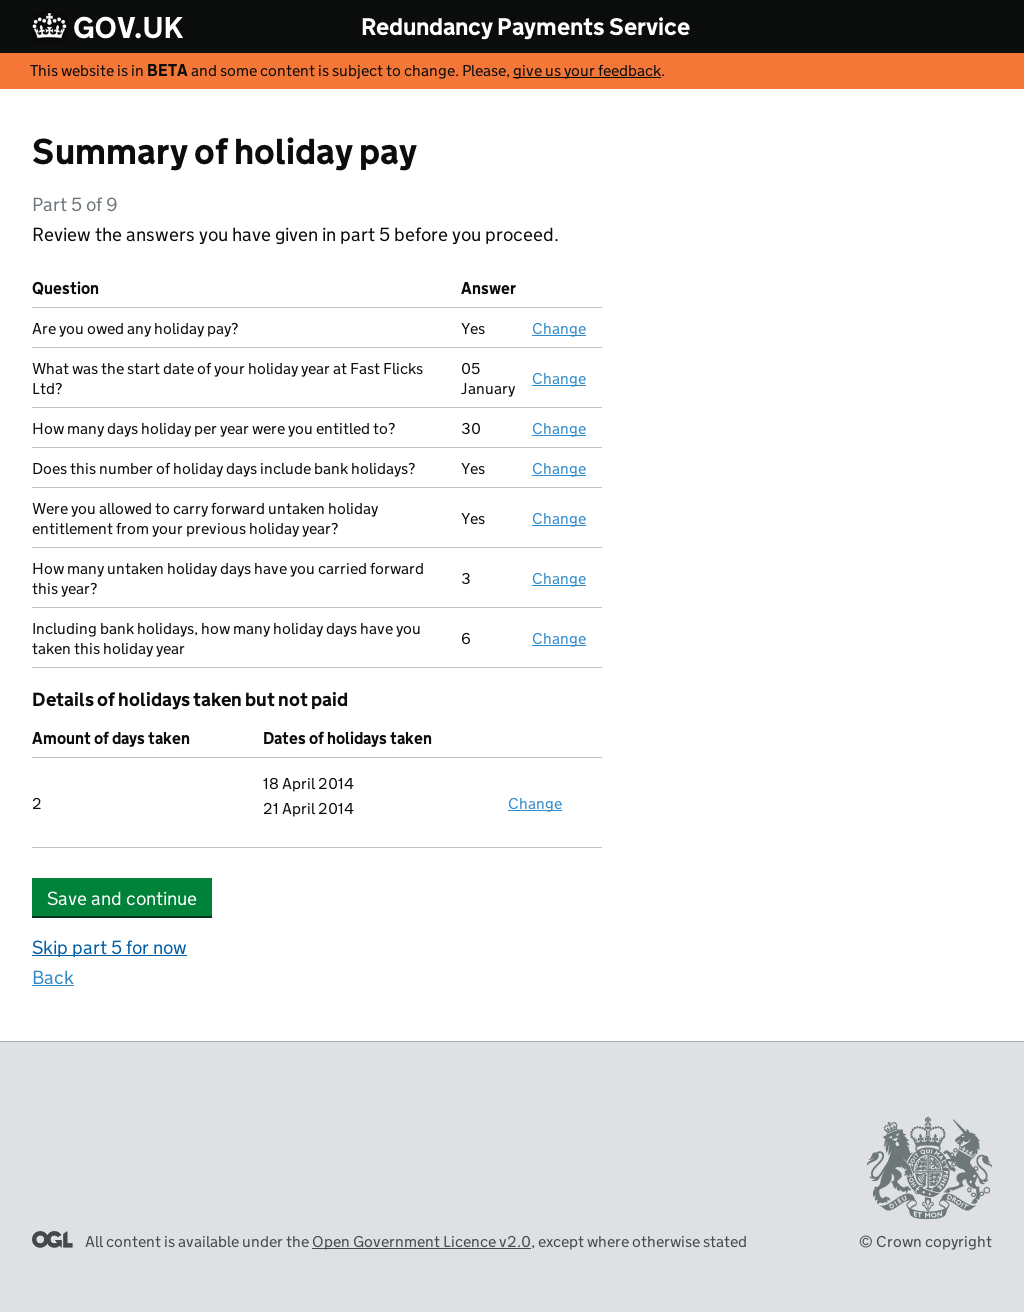 GOV.UK
Redundancy Payments Service
This website is in BETA and some content is subject to change. Please, give us your feedback.
Summary of holiday pay
Part 5 of 9
Review the answers you have given in part 5 before you proceed.
Question Answer
Are you owed any holiday pay? Yes Change
What was the start date of your holiday year at Fast Flicks
Ltd?
05
January
Change
How many days holiday per year were you entitled to? 30 Change
Does this number of holiday days include bank holidays? Yes Change
Were you allowed to carry forward untaken holiday
entitlement from your previous holiday year?
Yes Change
How many untaken holiday days have you carried forward
this year?
3 Change
Including bank holidays, how many holiday days have you
taken this holiday year
6 Change
Details of holidays taken but not paid
Amount of days taken Dates of holidays taken
2
18 April 2014
21 April 2014
Change
Save and continue
Skip part 5 for now
Back
DIEU ET MON DROIT
OGL All content is available under the Open Government Licence v2.0, except where otherwise stated
© Crown copyright